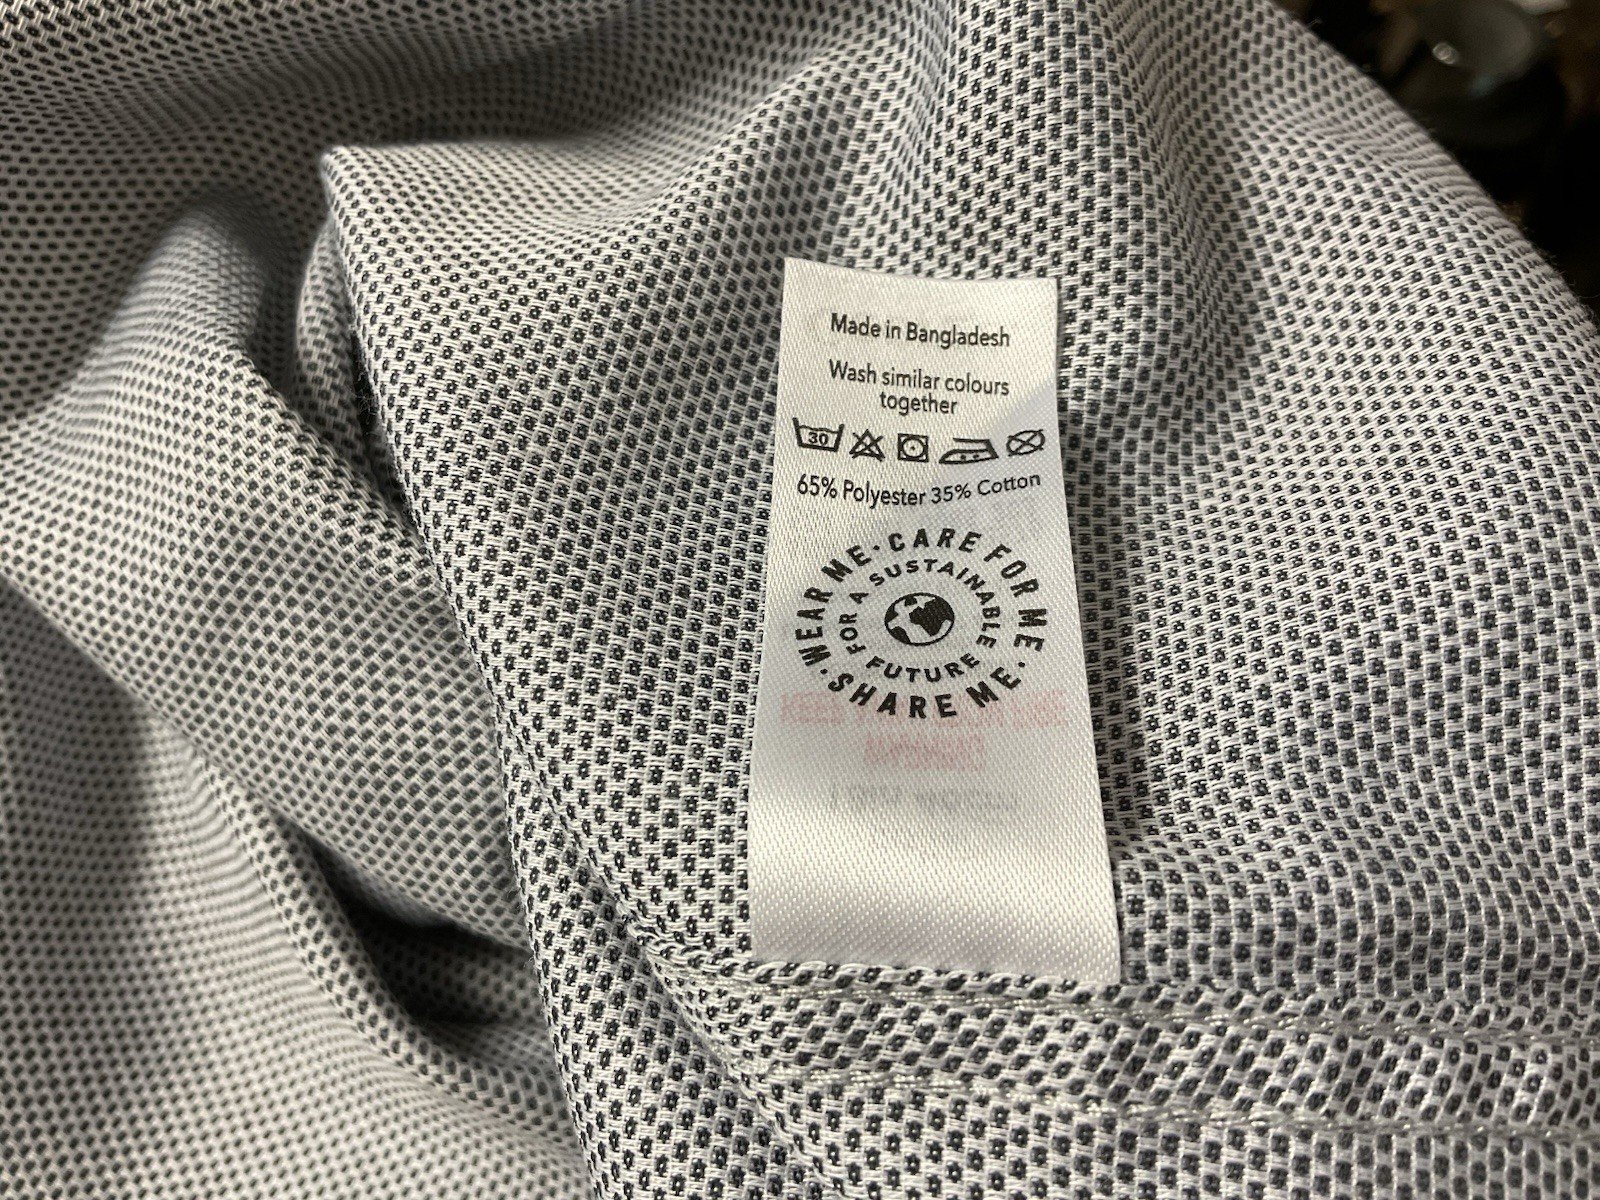 Made in Bangladesh
Wash similar colours
together
30
65% Polyester 35% Cotton
WEAR ME · CARE FOR ME · SHARE ME ·
FOR A SUSTAINABLE FUTURE